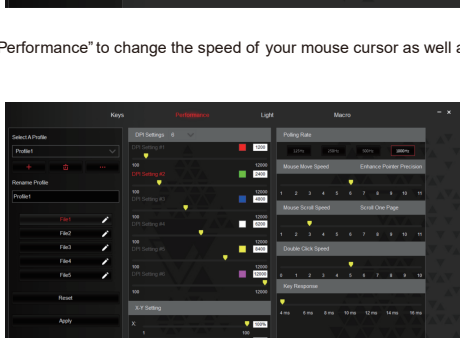 Performance" to change the speed of your mouse cursor as well a
Keys
Performance
Light
Macro
Select A Profile
Profile1
Rename Profile
Profile1
File1
File2
File3
File4
File5
Reset
Apply
DPI Settings 6
DPI Setting #1
1200
100 12000
DPI Setting #2
2400
100 12000
DPI Setting #3
4800
100 12000
DPI Setting #4
6200
100 12000
DPI Setting #5
8400
100 12000
DPI Setting #6
12000
100 12000
X-Y Setting
X:
100%
1 100
Polling Rate
125Hz 250Hz 500Hz 1000Hz
Mouse Move Speed Enhance Pointer Precision
1 2 3 4 5 6 7 8 9 10 11
Mouse Scroll Speed Scroll One Page
1 2 3 4 5 6 7 8 9 10 11
Double Click Speed
0 1 2 3 4 5 6 7 8 9 10
Key Response
4 ms 6 ms 8 ms 10 ms 12 ms 14 ms 16 ms